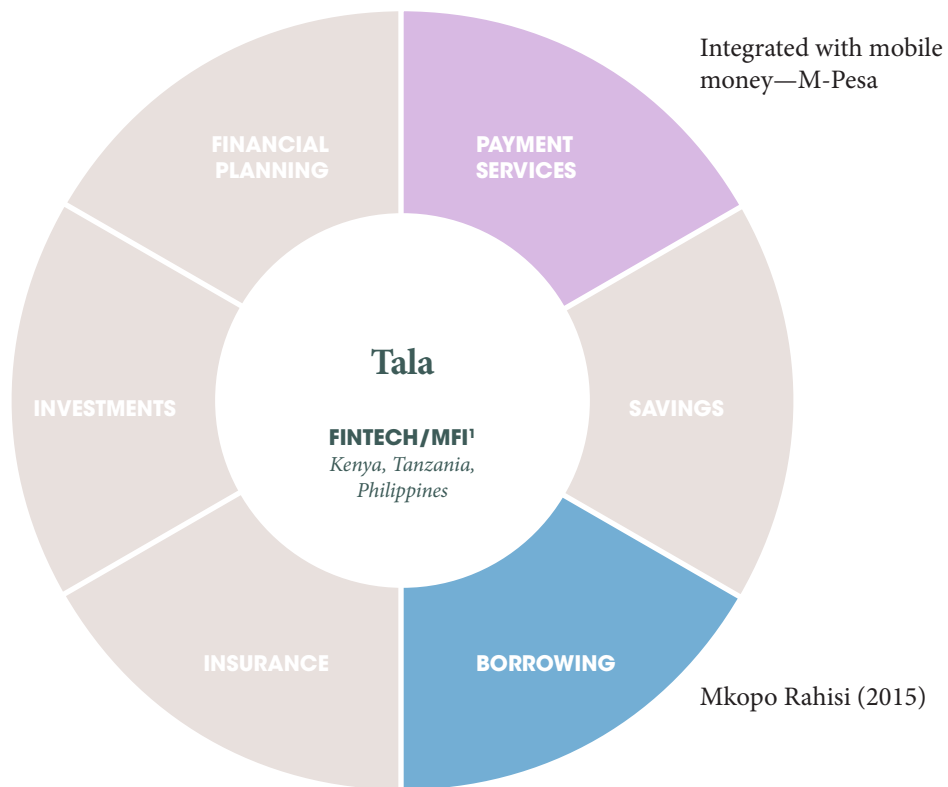 Integrated with mobile
money—M-Pesa
FINANCIAL
PLANNING
PAYMENT
SERVICES
Tala
FINTECH/MFI¹
Kenya, Tanzania,
Philippines
INVESTMENTS
SAVINGS
INSURANCE
BORROWING
Mkopo Rahisi (2015)